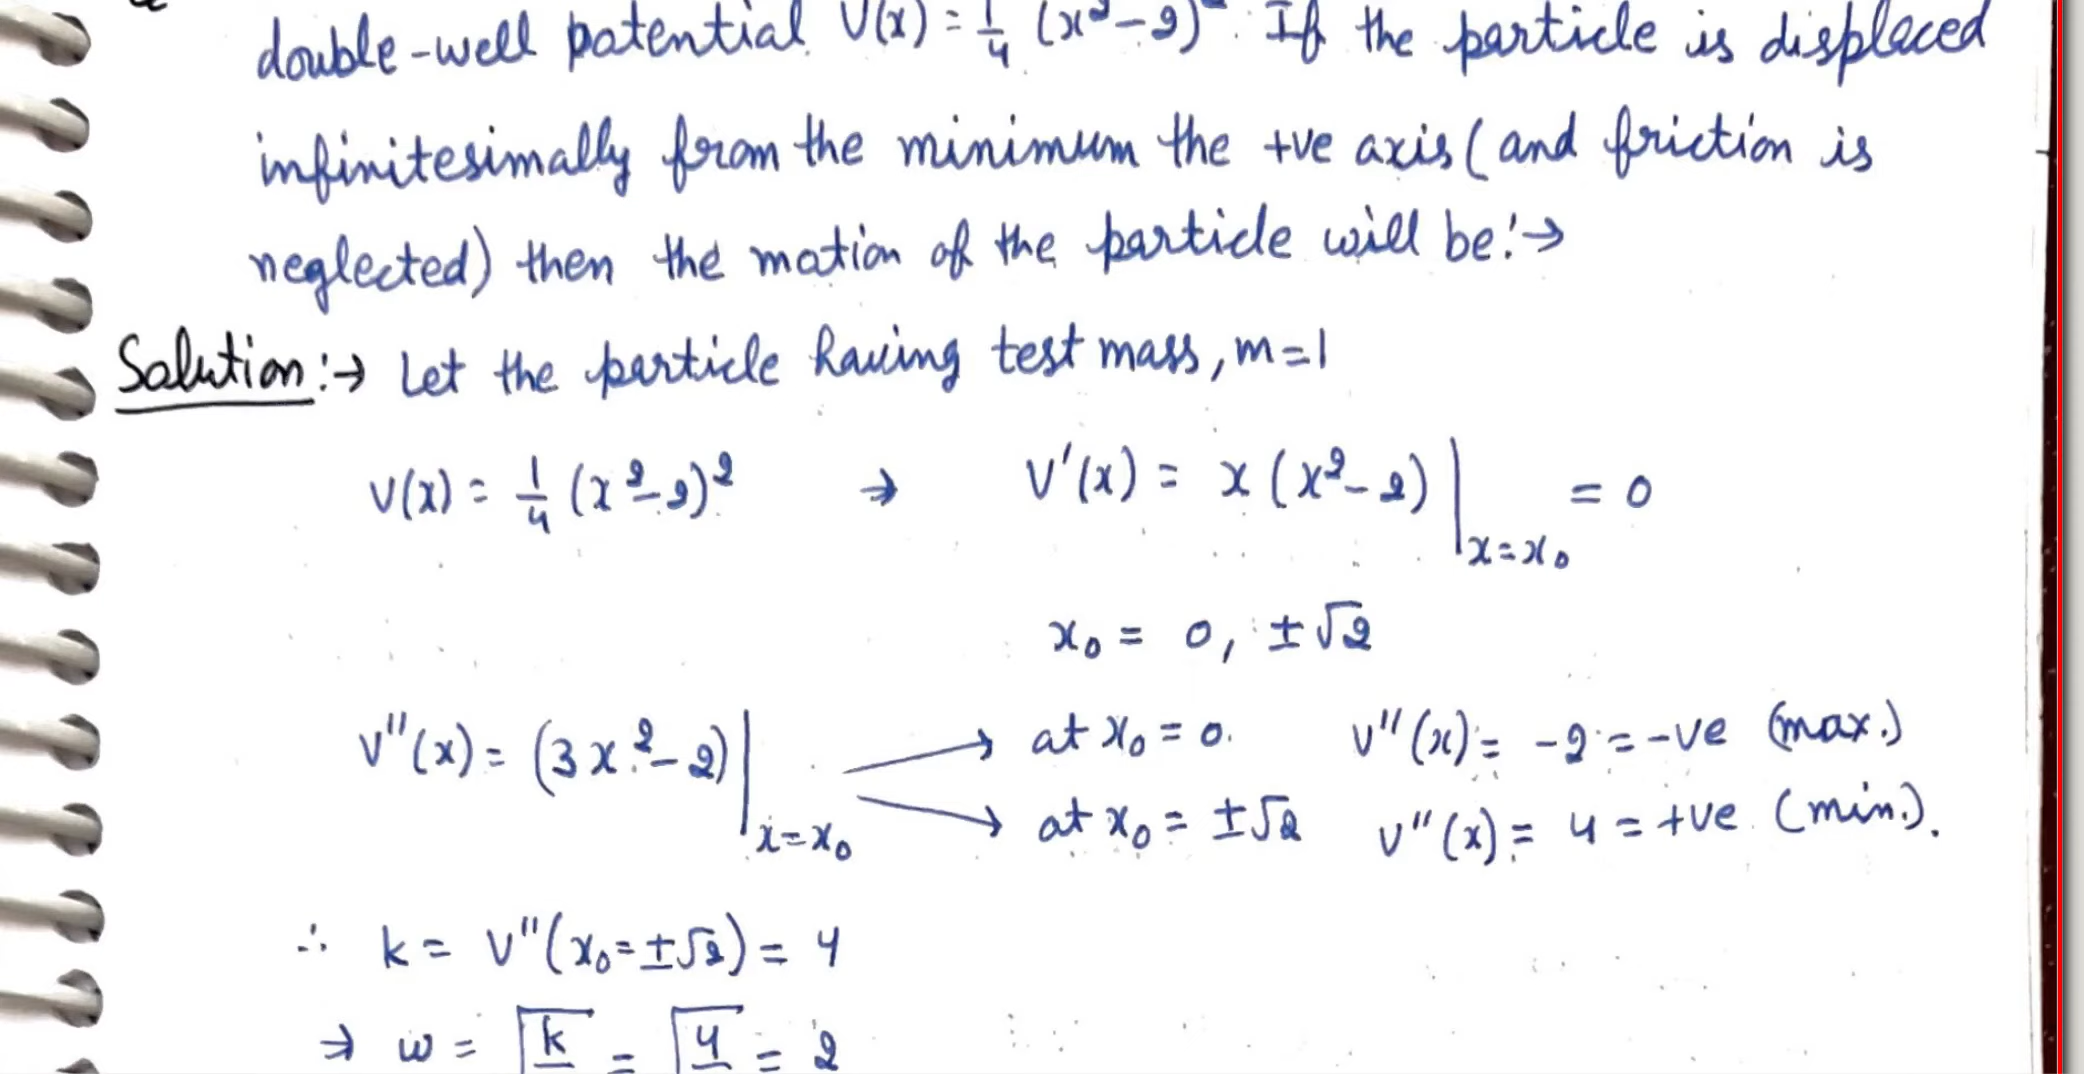 double-well potential V(x) = 1/4 (x²-2)². If the particle is displaced
infinitesimally from the minimum the +ve axis (and friction is
neglected) then the motion of the particle will be:→
Solution:→ Let the particle having test mass, m=1
V(x) = 1/4 (x²-2)² → V'(x) = x(x²-2)|x=x₀ = 0
x₀ = 0, ±√2
V''(x) = (3x²-2)|x=x₀ → at x₀ = 0. V''(x) = -2 = -ve (max.)
→ at x₀ = ±√2 V''(x) = 4 = +ve (min.).
∴ k = V''(x₀=±√2) = 4
→ w = √k = √4 = 2